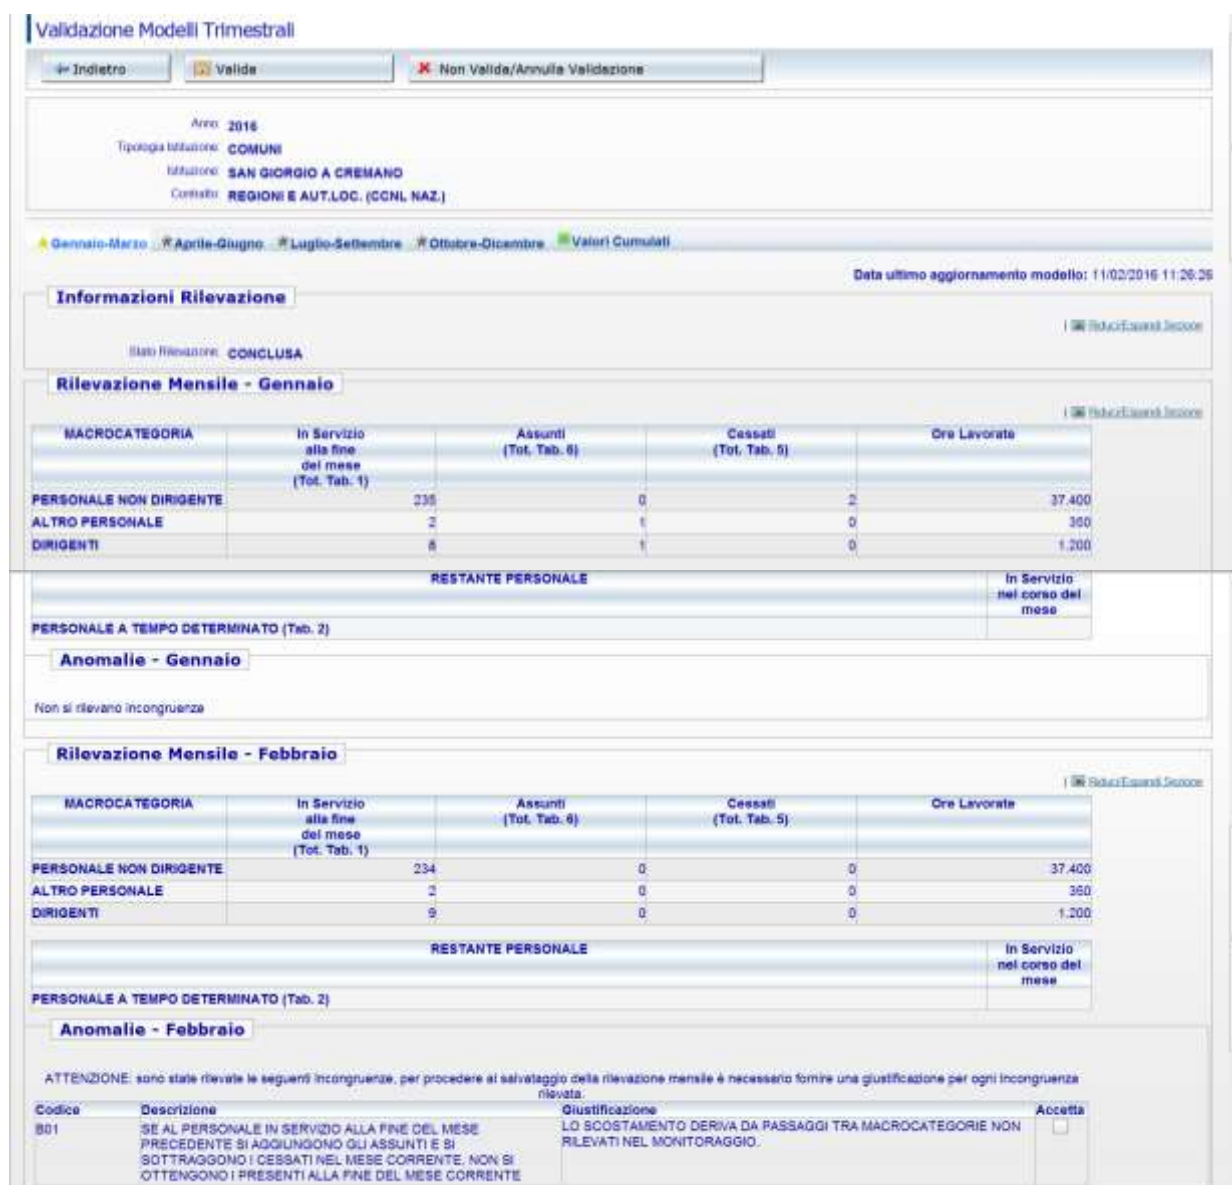 Validazione Modelli Trimestrali
Indietro Valida Non Valida/Annulla Validazione
Anno: 2016
Tipologia Istituzione: COMUNI
Istituzione: SAN GIORGIO A CREMANO
Contratto: REGIONI E AUT.LOC. (CCNL NAZ.)
Gennaio-Marzo Aprile-Giugno Luglio-Settembre Ottobre-Dicembre Valori Cumulati
Data ultimo aggiornamento modello: 11/02/2016 11:26:26
Informazioni Rilevazione
| Riduci/Espandi Sezione
Stato Rilevazione: CONCLUSA
Rilevazione Mensile - Gennaio
| Riduci/Espandi Sezione
MACROCATEGORIA In Servizio Assunti Cessati Ore Lavorate
alla fine (Tot. Tab. 6) (Tot. Tab. 5)
del mese
(Tot. Tab. 1)
PERSONALE NON DIRIGENTE 235 0 2 37.400
ALTRO PERSONALE 2 1 0 360
DIRIGENTI 8 1 0 1.200
RESTANTE PERSONALE In Servizio
nel corso del
mese
PERSONALE A TEMPO DETERMINATO (Tab. 2)
Anomalie - Gennaio
Non si rilevano incongruenze
Rilevazione Mensile - Febbraio
| Riduci/Espandi Sezione
MACROCATEGORIA In Servizio Assunti Cessati Ore Lavorate
alla fine (Tot. Tab. 6) (Tot. Tab. 5)
del mese
(Tot. Tab. 1)
PERSONALE NON DIRIGENTE 234 0 0 37.400
ALTRO PERSONALE 2 0 0 360
DIRIGENTI 9 0 0 1.200
RESTANTE PERSONALE In Servizio
nel corso del
mese
PERSONALE A TEMPO DETERMINATO (Tab. 2)
Anomalie - Febbraio
ATTENZIONE: sono state rilevate le seguenti incongruenze, per procedere al salvataggio della rilevazione mensile è necessario fornire una giustificazione per ogni incongruenza
rilevata.
Codice Descrizione Giustificazione Accetta
B01 SE AL PERSONALE IN SERVIZIO ALLA FINE DEL MESE LO SCOSTAMENTO DERIVA DA PASSAGGI TRA MACROCATEGORIE NON
PRECEDENTE SI AGGIUNGONO GLI ASSUNTI E SI RILEVATI NEL MONITORAGGIO.
SOTTRAGGONO I CESSATI NEL MESE CORRENTE, NON SI
OTTENGONO I PRESENTI ALLA FINE DEL MESE CORRENTE